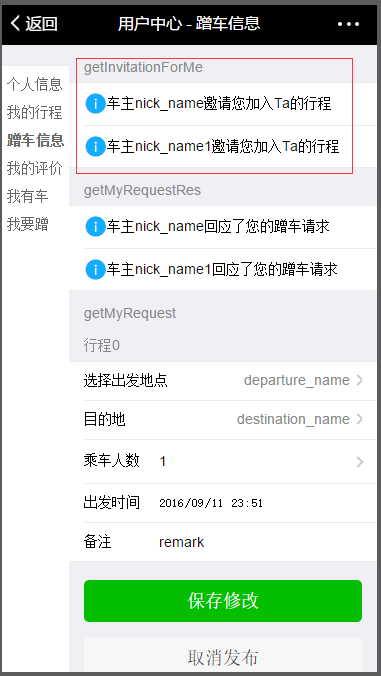 返回
用户中心 - 蹭车信息
个人信息
我的行程
蹭车信息
我的评价
我有车
我要蹭
getInvitationForMe
车主nick_name邀请您加入Ta的行程
车主nick_name1邀请您加入Ta的行程
getMyRequestRes
车主nick_name回应了您的蹭车请求
车主nick_name1回应了您的蹭车请求
getMyRequest
行程0
选择出发地点 departure_name
目的地 destination_name
乘车人数 1
出发时间 2016/09/11 23:51
备注 remark
保存修改
取消发布